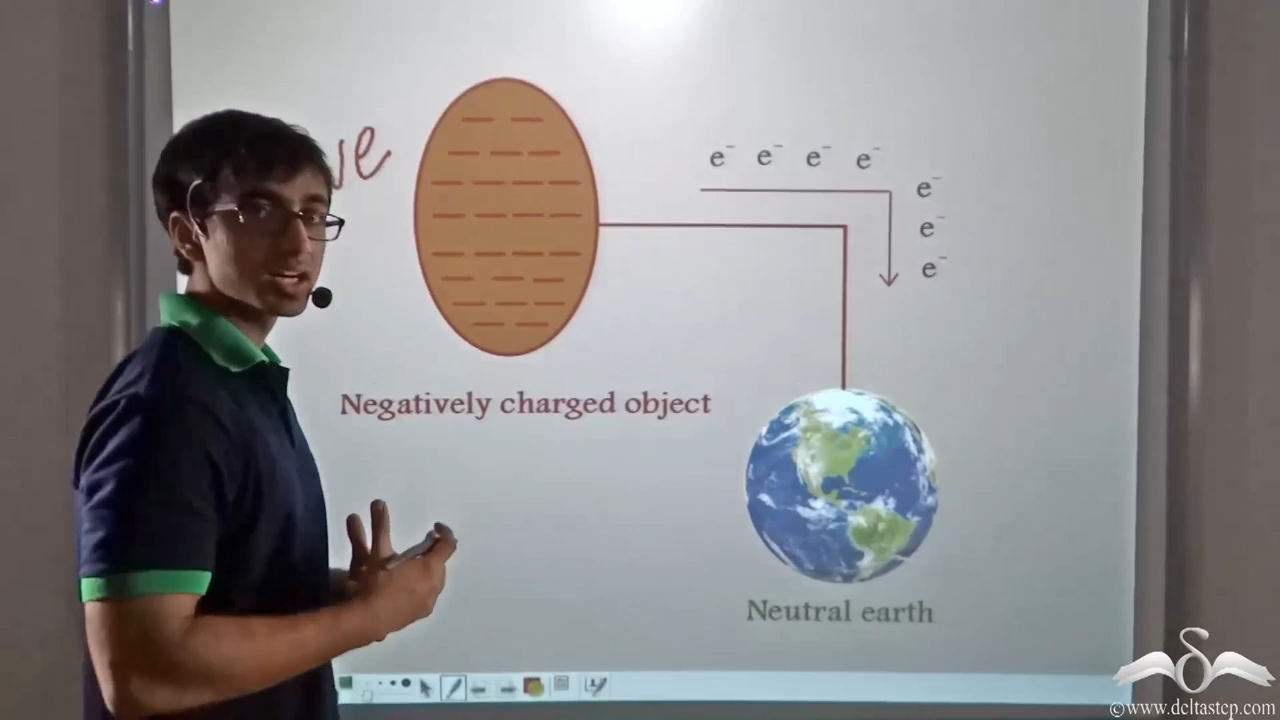 ve
e⁻ e⁻ e⁻ e⁻
e⁻
e⁻
e⁻
Negatively charged object
Neutral earth
©www.deltastep.com